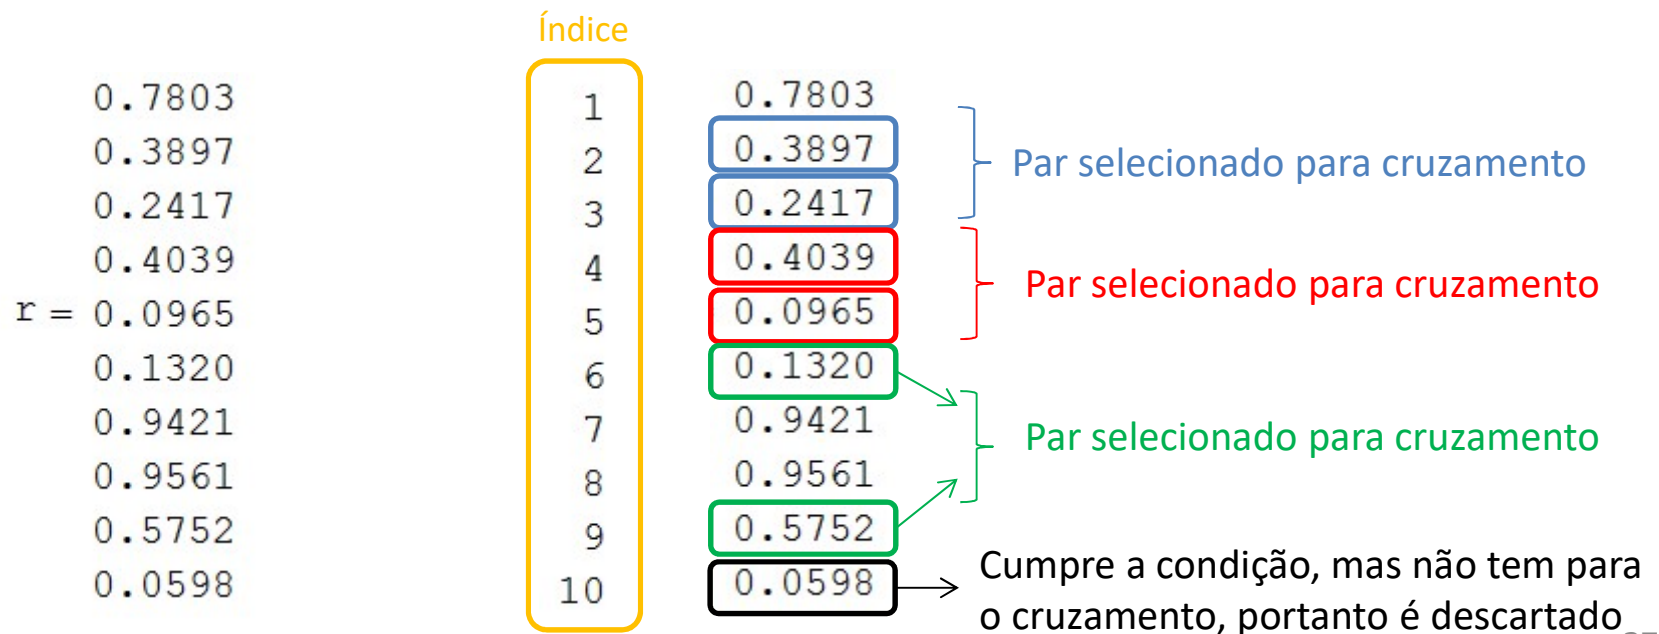 Índice
0.7803 1 0.7803
0.3897 2 0.3897 Par selecionado para cruzamento
0.2417 3 0.2417
0.4039 4 0.4039 Par selecionado para cruzamento
r = 0.0965 5 0.0965
0.1320 6 0.1320
0.9421 7 0.9421 Par selecionado para cruzamento
0.9561 8 0.9561
0.5752 9 0.5752
0.0598 10 0.0598 Cumpre a condição, mas não tem para
o cruzamento, portanto é descartado